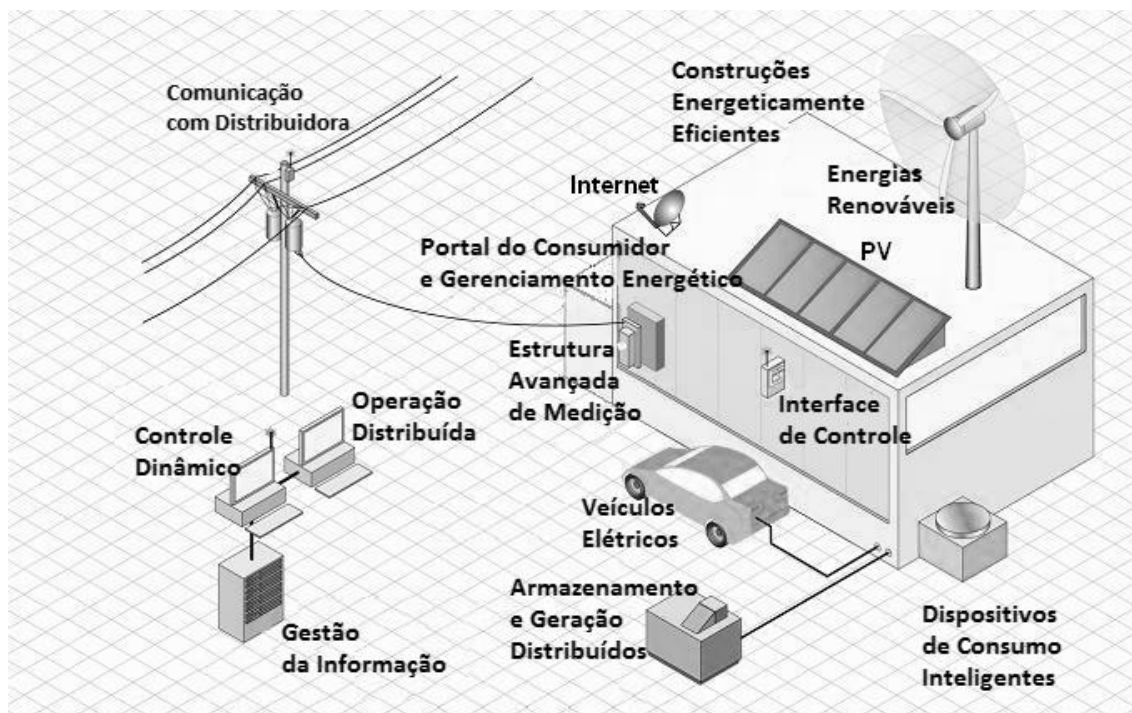 Comunicação
com Distribuidora
Construções
Energeticamente
Eficientes
Energias
Renováveis
Internet
PV
Portal do Consumidor
e Gerenciamento Energético
Estrutura
Avançada
de Medição
Interface
de Controle
Operação
Distribuída
Controle
Dinâmico
Veículos
Elétricos
Armazenamento
e Geração
Distribuídos
Gestão
da Informação
Dispositivos
de Consumo
Inteligentes